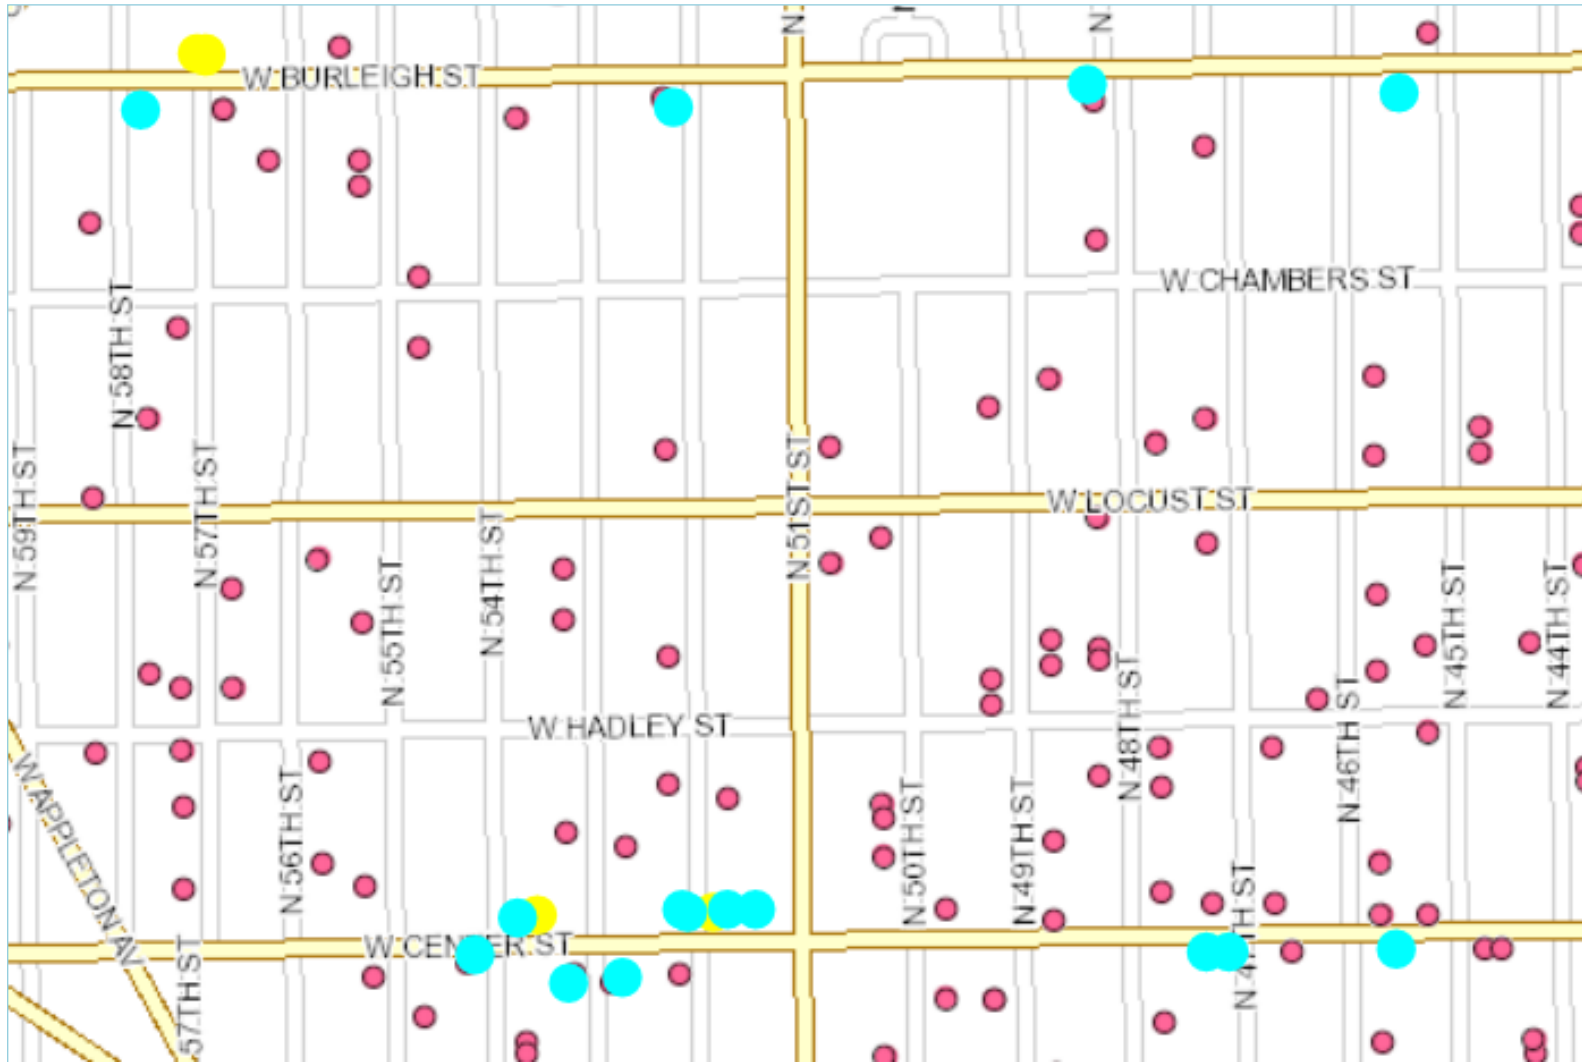 N
N
W BURLEIGH ST
W CHAMBERS ST
N 58TH ST
N 59TH ST
N 57TH ST
N 51ST ST
W LOCUST ST
N 54TH ST
N 55TH ST
N 45TH ST
N 44TH ST
W HADLEY ST
N 48TH ST
N 46TH ST
W APPLETON AV
N 56TH ST
N 50TH ST
N 49TH ST
N 47TH ST
W CENTER ST
57TH ST